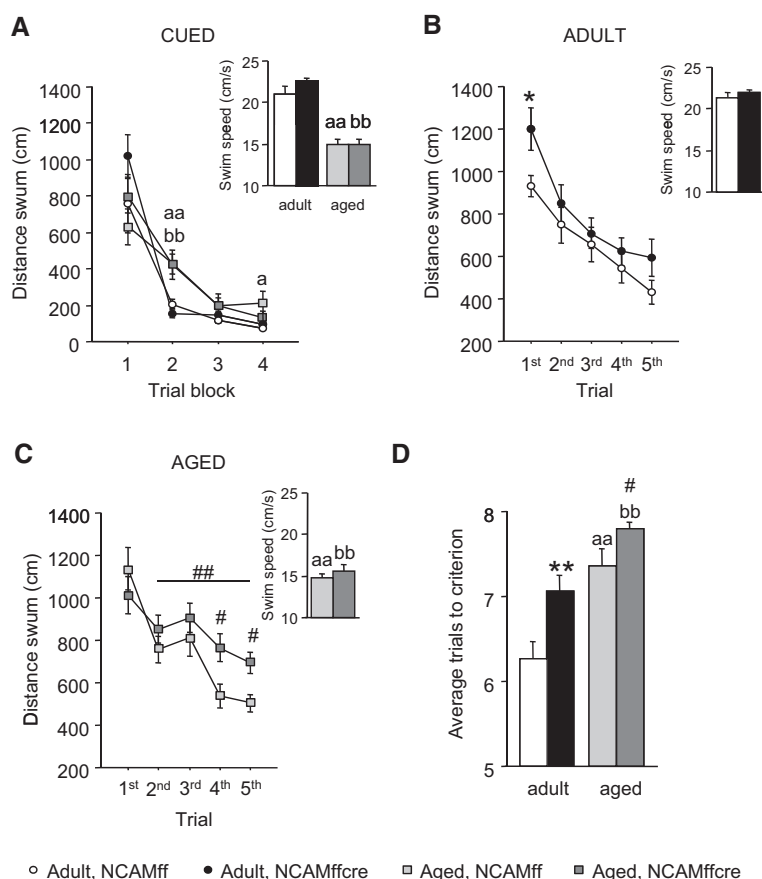 A
CUED
Distance swum (cm)
1400
1200
1000
800
600
400
200
0
aa
bb
a
1 2 3 4
Trial block
Swim speed (cm/s)
25
20
15
10
aa bb
adult aged
B
ADULT
Distance swum (cm)
1400
1200
1000
800
600
400
200
*
1st 2nd 3rd 4th 5th
Trial
Swim speed (cm/s)
25
20
15
10
C
AGED
Distance swum (cm)
1400
1200
1000
800
600
400
200
##
# #
1st 2nd 3rd 4th 5th
Trial
Swim speed (cm/s)
25
20
15
10
aa bb
D
Average trials to criterion
8
7
6
5
**
aa
#
bb
adult aged
Adult, NCAMff Adult, NCAMffcre Aged, NCAMff Aged, NCAMffcre